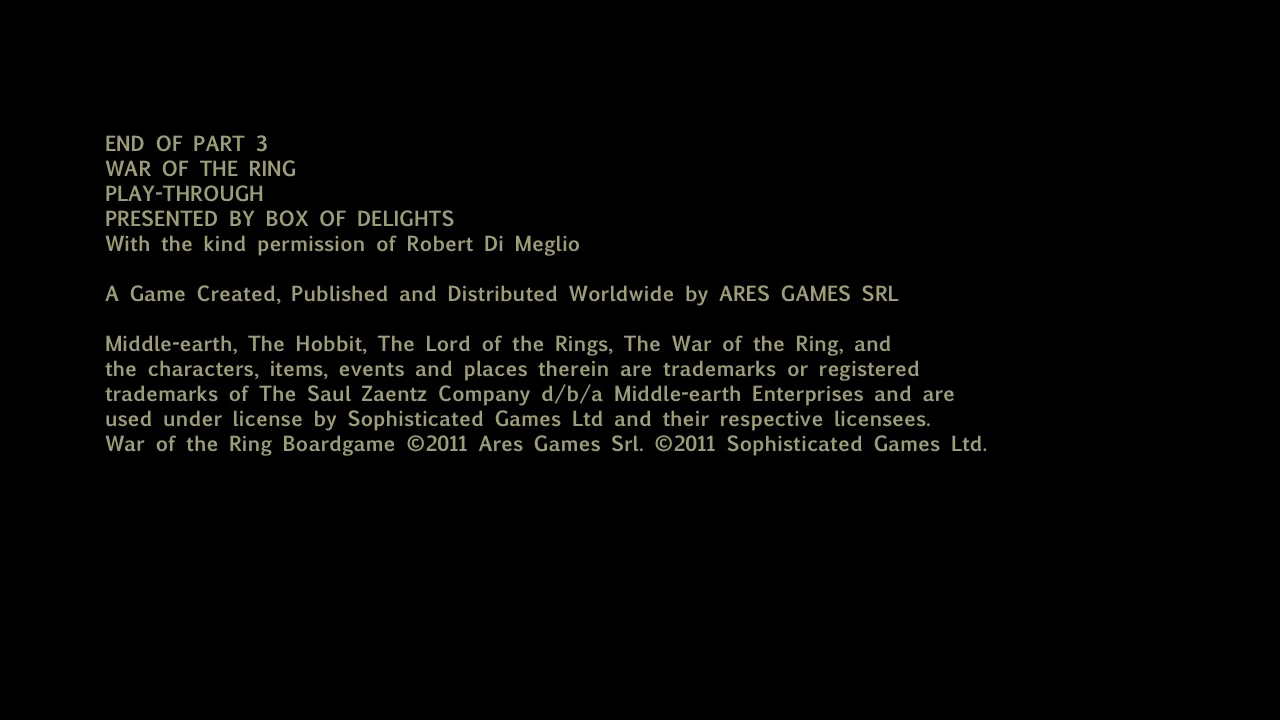 END OF PART 3
WAR OF THE RING
PLAY-THROUGH
PRESENTED BY BOX OF DELIGHTS
With the kind permission of Robert Di Meglio
A Game Created, Published and Distributed Worldwide by ARES GAMES SRL
Middle-earth, The Hobbit, The Lord of the Rings, The War of the Ring, and
the characters, items, events and places therein are trademarks or registered
trademarks of The Saul Zaentz Company d/b/a Middle-earth Enterprises and are
used under license by Sophisticated Games Ltd and their respective licensees.
War of the Ring Boardgame ©2011 Ares Games Srl. ©2011 Sophisticated Games Ltd.